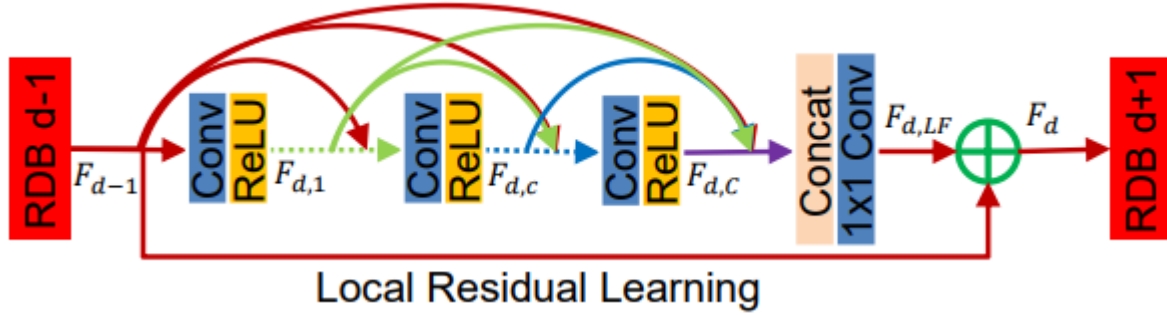 RDB d-1
F_{d-1}
Conv
ReLU
F_{d,1}
Conv
ReLU
F_{d,c}
Conv
ReLU
F_{d,C}
Concat
1x1 Conv
F_{d,LF}
F_d
RDB d+1
Local Residual Learning